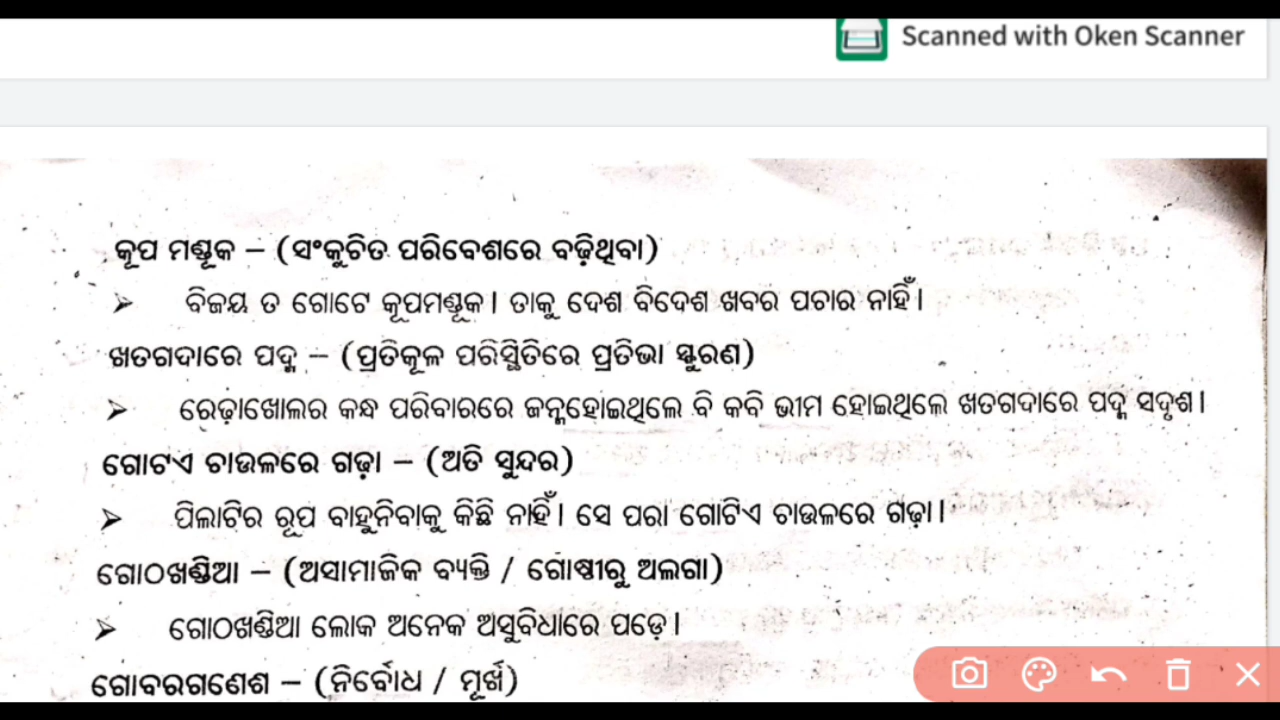 Scanned with Oken Scanner
କୂପ ମଣ୍ଡୂକ – (ସଂକୁଚିତ ପରିବେଶରେ ବଢ଼ିଥିବା)
➢ ବିଜୟ ତ ଗୋଟେ କୂପମଣ୍ଡୂକ। ତାକୁ ଦେଶ ବିଦେଶ ଖବର ପଚାର ନାହିଁ।
ଖତଗଦାରେ ପଦ୍ମ – (ପ୍ରତିକୂଳ ପରିସ୍ଥିତିରେ ପ୍ରତିଭା ସ୍ଫୁରଣ)
➢ ରେଢ଼ାଖୋଲର କନ୍ଧ ପରିବାରରେ ଜନ୍ମହୋଇଥିଲେ ବି କବି ଭୀମ ହୋଇଥିଲେ ଖତଗଦାରେ ପଦ୍ମ ସଦୃଶ।
ଗୋଟଏ ଚାଉଳରେ ଗଢ଼ା – (ଅତି ସୁନ୍ଦର)
➢ ପିଲାଟିର ରୂପ ବାହୁନିବାକୁ କିଛି ନାହିଁ। ସେ ପରା ଗୋଟିଏ ଚାଉଳରେ ଗଢ଼ା।
ଗୋଠଖଣ୍ଡିଆ – (ଅସାମାଜିକ ବ୍ୟକ୍ତି / ଗୋଷ୍ଠୀରୁ ଅଲଗା)
➢ ଗୋଠଖଣ୍ଡିଆ ଲୋକ ଅନେକ ଅସୁବିଧାରେ ପଡ଼େ।
ଗୋବରଗଣେଶ – (ନିର୍ବୋଧ / ମୂର୍ଖ)